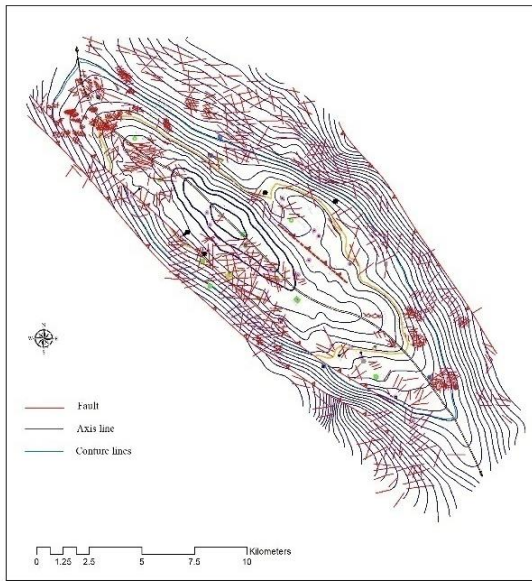 N
W E
S
Fault
Axis line
Conture lines
Kilometers
0 1.25 2.5 5 7.5 10